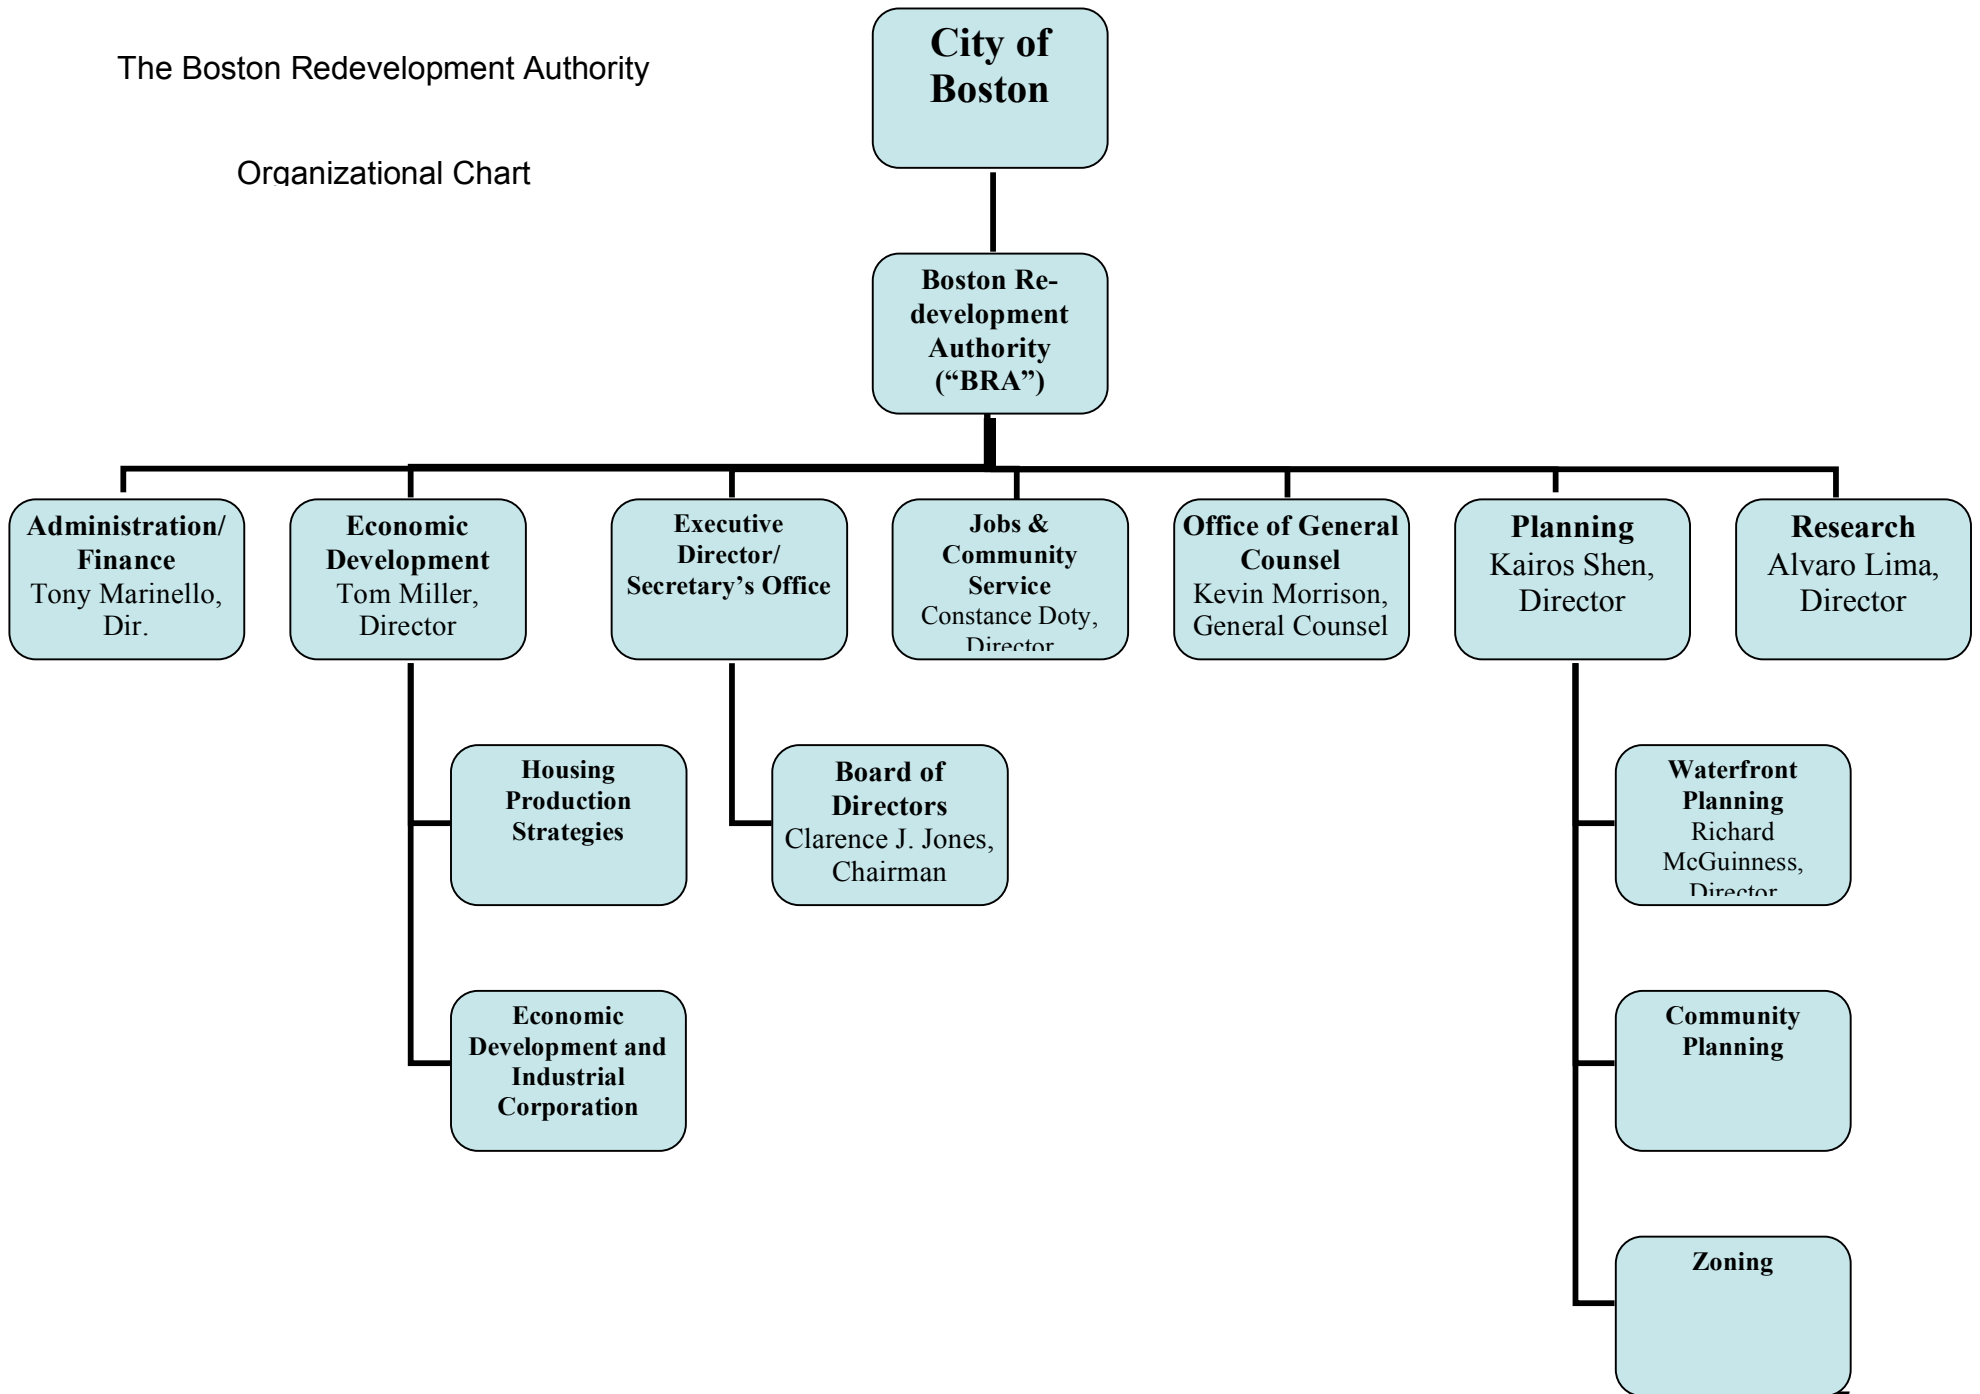 The Boston Redevelopment Authority
Organizational Chart
City of
Boston
Boston Re-
development
Authority
(“BRA”)
Administration/
Finance
Tony Marinello,
Dir.
Economic
Development
Tom Miller,
Director
Executive
Director/
Secretary’s Office
Jobs &
Community
Service
Constance Doty,
Director
Office of General
Counsel
Kevin Morrison,
General Counsel
Planning
Kairos Shen,
Director
Research
Alvaro Lima,
Director
Housing
Production
Strategies
Board of
Directors
Clarence J. Jones,
Chairman
Waterfront
Planning
Richard
McGuinness,
Director
Economic
Development and
Industrial
Corporation
Community
Planning
Zoning